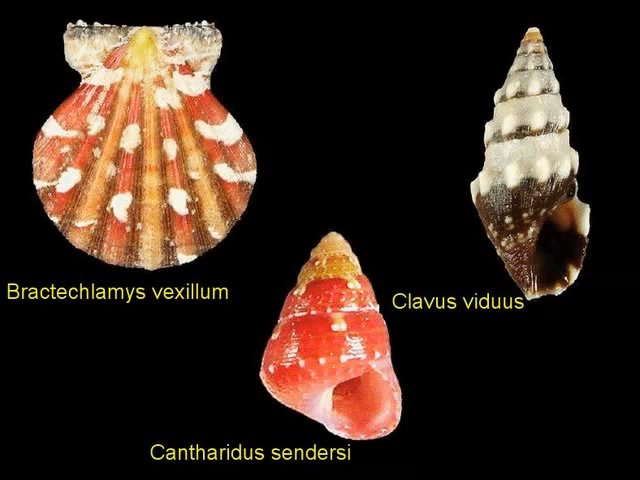 Bractechlamys vexillum
Clavus viduus
Cantharidus sendersi